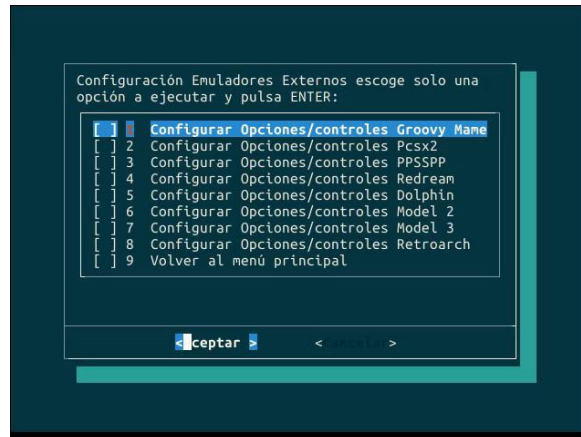 Configuración Emuladores Externos escoge solo una
opción a ejecutar y pulsa ENTER:
[ ] 1 Configurar Opciones/controles Groovy Mame
[ ] 2 Configurar Opciones/controles Pcsx2
[ ] 3 Configurar Opciones/controles PPSSPP
[ ] 4 Configurar Opciones/controles Redream
[ ] 5 Configurar Opciones/controles Dolphin
[ ] 6 Configurar Opciones/controles Model 2
[ ] 7 Configurar Opciones/controles Model 3
[ ] 8 Configurar Opciones/controles Retroarch
[ ] 9 Volver al menú principal
< ceptar > <Cancelar>